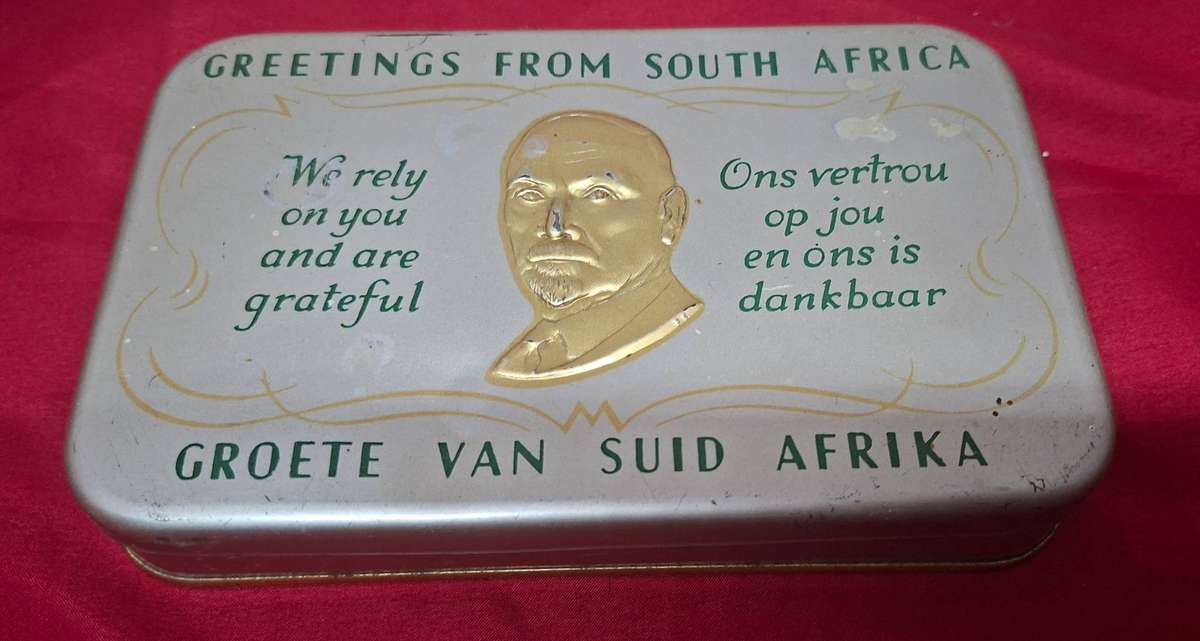 GREETINGS FROM SOUTH AFRICA
We rely
on you
and are
grateful
Ons vertrou
op jou
en ons is
dankbaar
GROETE VAN SUID AFRIKA